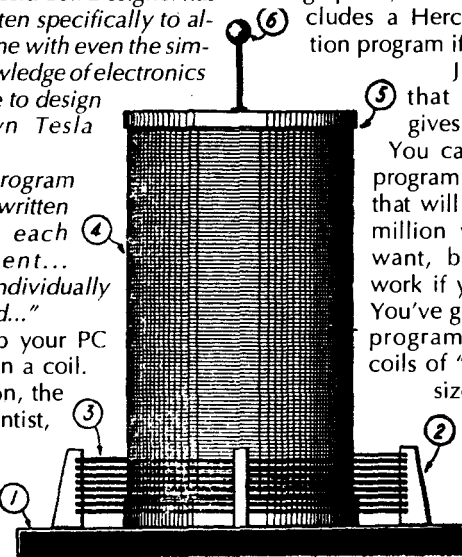 ten specifically to al-
ne with even the sim-
wledge of electronics
e to design
n Tesla
rogram
written
each
ent...
ndividually
d..."
o your PC
n a coil.
on, the
ntist,
6
5
4
3
2
1
cludes a Herc
tion program if
J
that
gives
You ca
program
that will
million w
want, b
work if y
You've g
program
coils of "
siz